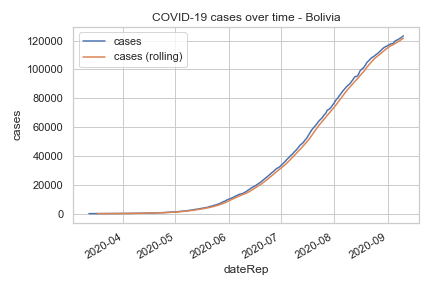 COVID-19 cases over time - Bolivia
cases
cases (rolling)
120000
100000
80000
60000
40000
20000
0
cases
2020-04
2020-05
2020-06
2020-07
2020-08
2020-09
dateRep